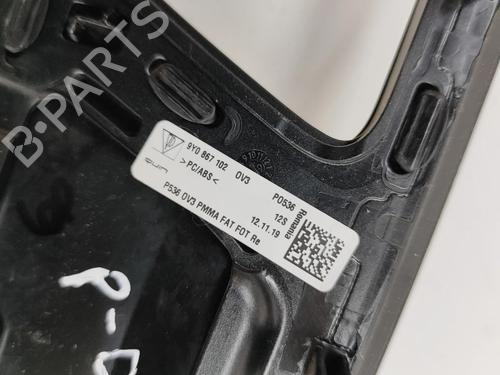 B-PARTS
9Y0 867 102 0V3 P0536 Romania
>PC/ABS< 12S
quin P536 0V3 PMMA FAT FOT Re 12.11.19
P-D